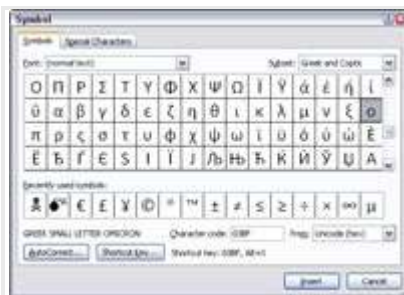 Symbol
Symbols Special Characters
Font: (normal text) Subset: Greek and Coptic
Ο Π Ρ Σ Τ Υ Φ Χ Ψ Ω Ϊ Ϋ ά έ ή ί
ΰ α β γ δ ε ζ η θ ι κ λ μ ν ξ ο
π ρ ς σ τ υ φ χ ψ ω ϊ ϋ ό ύ ώ Ѐ
Ё Ђ Ѓ Є Ѕ І Ї Ј Љ Њ Ћ Ќ Ѝ Ў Џ А
Recently used symbols:
€ £ ¥ © ® ™ ± ≠ ≤ ≥ ÷ × ∞ µ
GREEK SMALL LETTER OMICRON Character code: 03BF from: Unicode (hex)
AutoCorrect... Shortcut Key... Shortcut key: 03BF, Alt+X
Insert Cancel